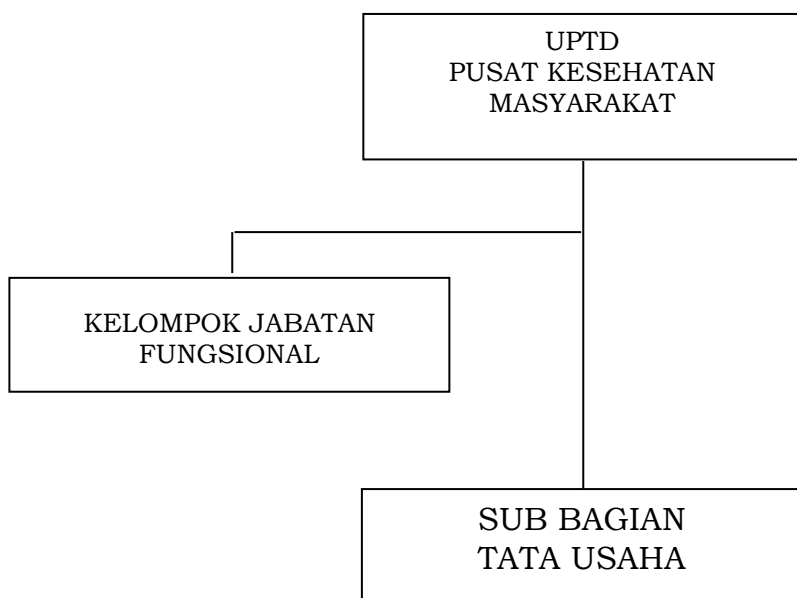 UPTD
PUSAT KESEHATAN
MASYARAKAT
KELOMPOK JABATAN
FUNGSIONAL
SUB BAGIAN
TATA USAHA